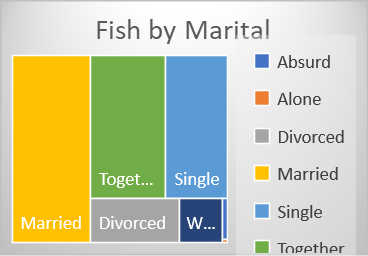 Fish by Marital
Married
Toget...
Single
Divorced
W...
Absurd
Alone
Divorced
Married
Single
Together